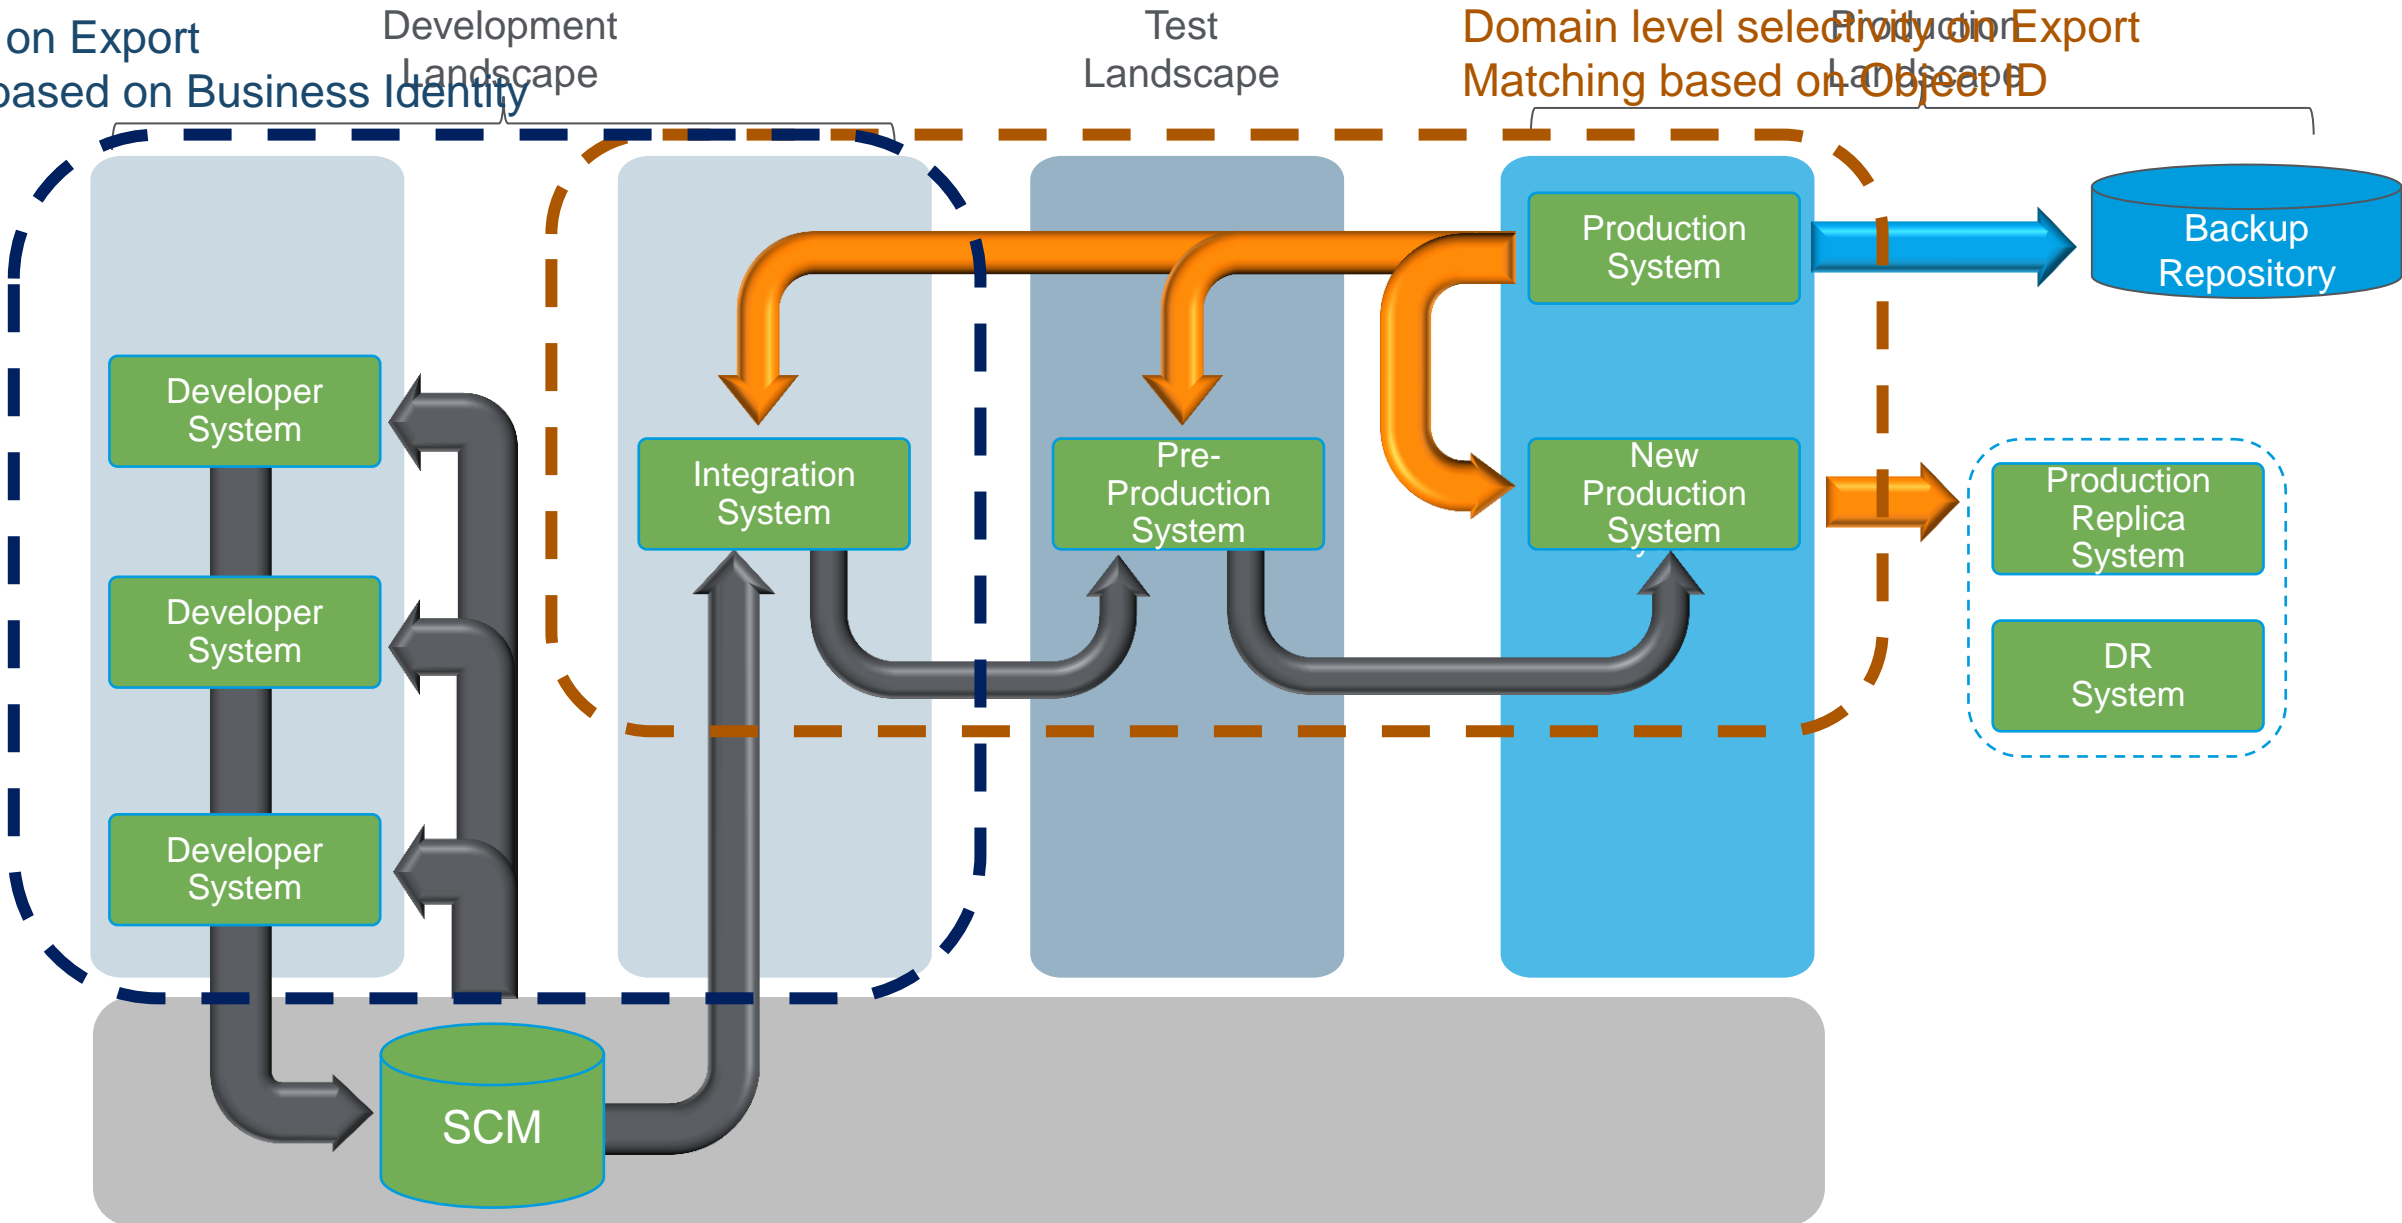 on Export
based on Business Identity
Development
Landscape
Test
Landscape
Domain level selectivity on Export
Matching based on Object ID
Production
Landscape
Production
System
Backup
Repository
Developer
System
Integration
System
Pre-
Production
System
New
Production
System
Production
Replica
System
Developer
System
DR
System
Developer
System
SCM